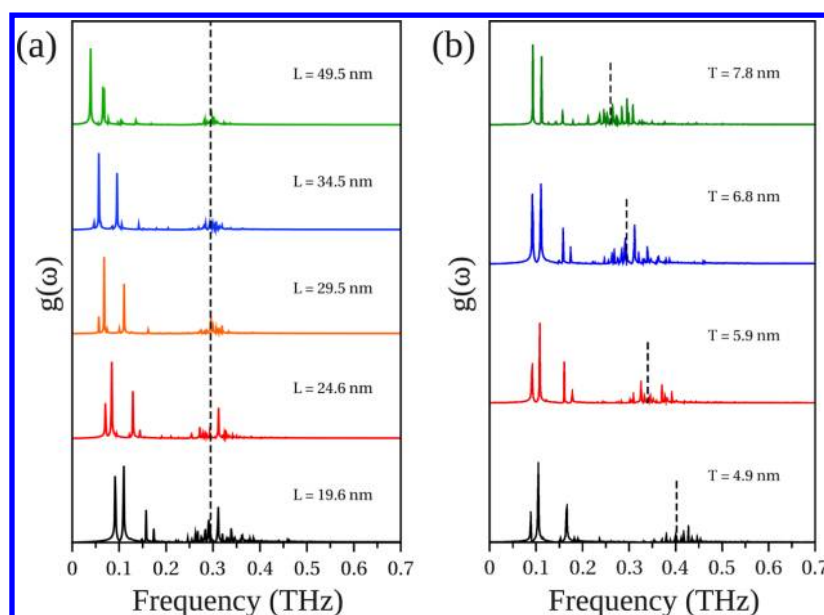 (a)
L = 49.5 nm
L = 34.5 nm
L = 29.5 nm
L = 24.6 nm
L = 19.6 nm
g(ω)
0 0.1 0.2 0.3 0.4 0.5 0.6 0.7
Frequency (THz)
(b)
T = 7.8 nm
T = 6.8 nm
T = 5.9 nm
T = 4.9 nm
g(ω)
0 0.1 0.2 0.3 0.4 0.5 0.6 0.7
Frequency (THz)